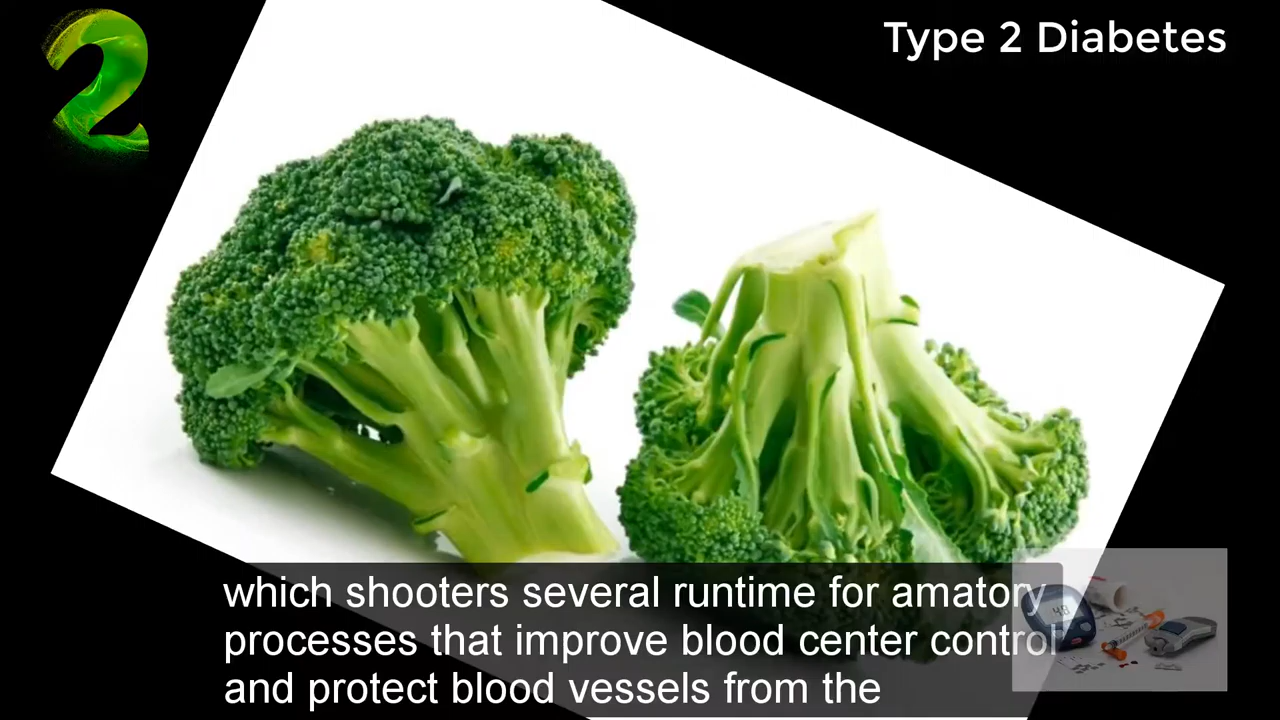 2
Type 2 Diabetes
which shooters several runtime for amatory
processes that improve blood center control
and protect blood vessels from the